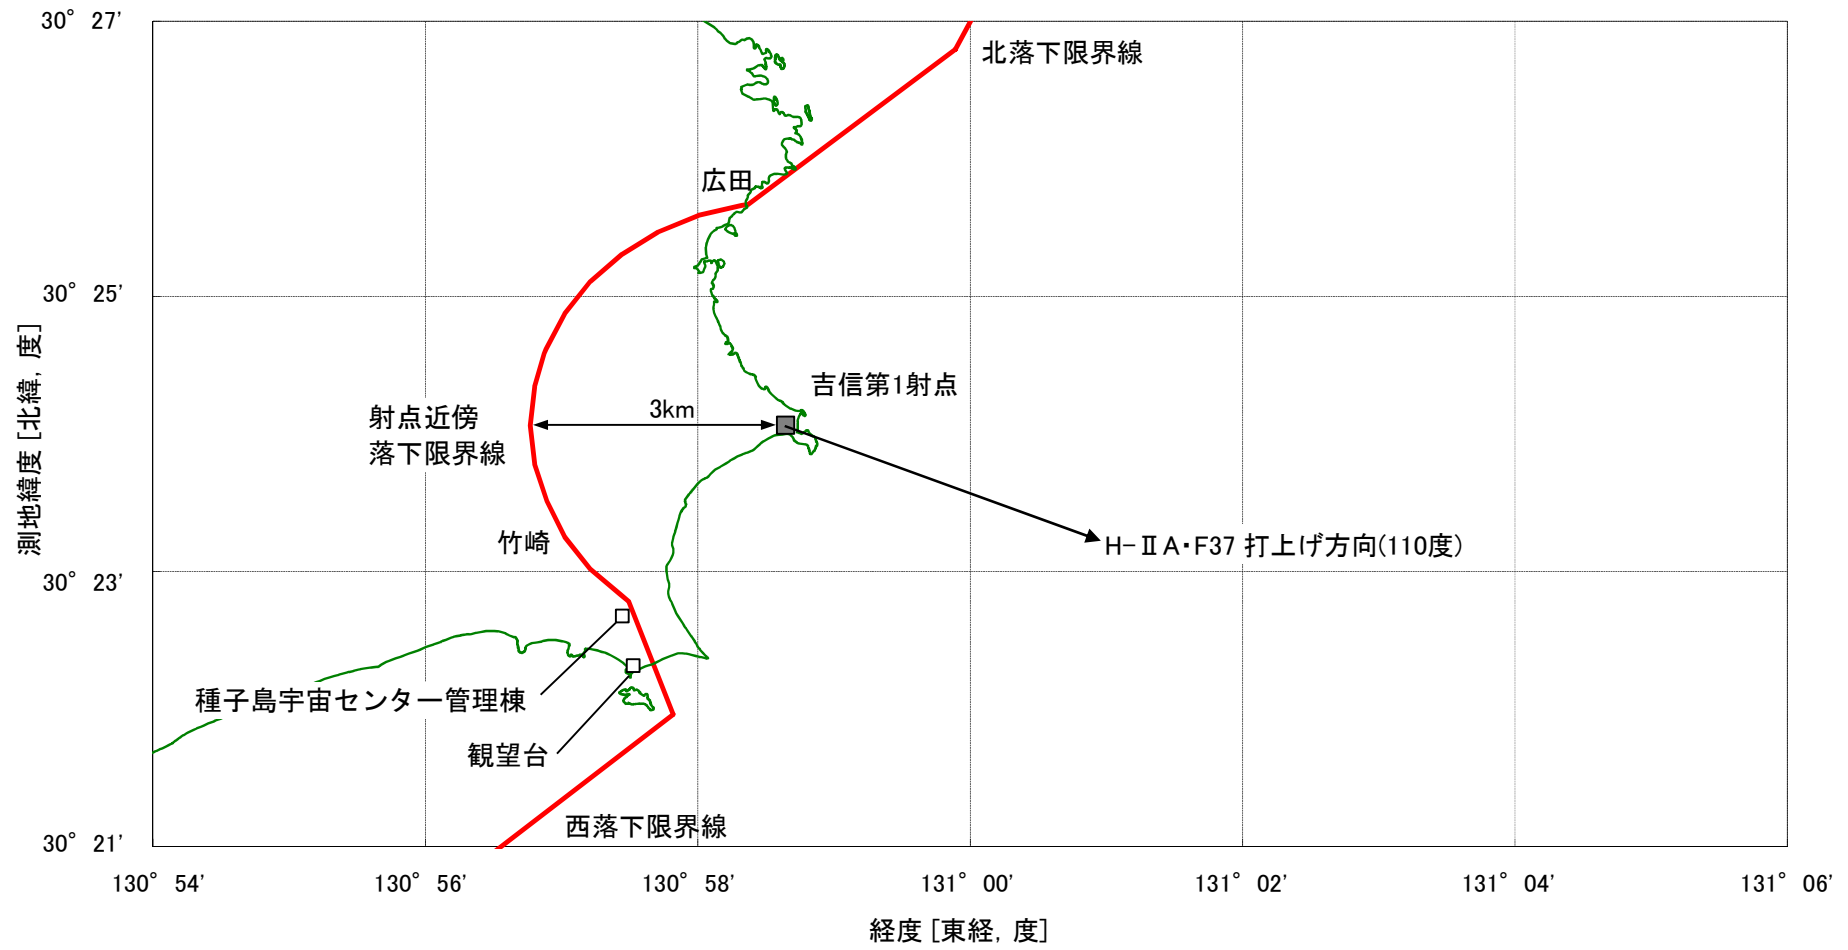 30° 27'
北落下限界線
広田
30° 25'
吉信第1射点
3km
射点近傍
落下限界線
測地緯度 [北緯, 度]
竹崎
H-ⅡA・F37 打上げ方向(110度)
30° 23'
種子島宇宙センター管理棟
観望台
西落下限界線
30° 21'
130° 54'
130° 56'
130° 58'
131° 00'
131° 02'
131° 04'
131° 06'
経度 [東経, 度]